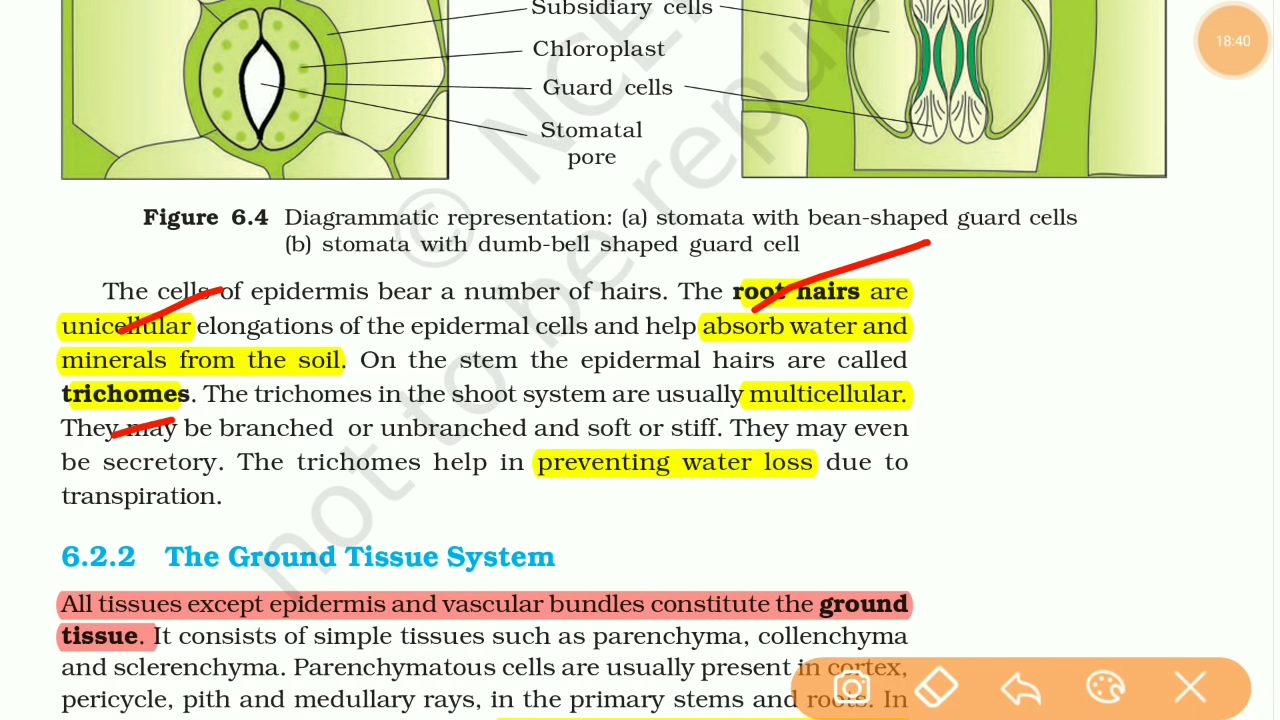 18:40
Subsidiary cells
Chloroplast
Guard cells
Stomatal
pore
© NCERT
not to be republ
Figure 6.4 Diagrammatic representation: (a) stomata with bean-shaped guard cells
(b) stomata with dumb-bell shaped guard cell
The cells of epidermis bear a number of hairs. The root hairs are
unicellular elongations of the epidermal cells and help absorb water and
minerals from the soil. On the stem the epidermal hairs are called
trichomes. The trichomes in the shoot system are usually multicellular.
They may be branched or unbranched and soft or stiff. They may even
be secretory. The trichomes help in preventing water loss due to
transpiration.
6.2.2 The Ground Tissue System
All tissues except epidermis and vascular bundles constitute the ground
tissue. It consists of simple tissues such as parenchyma, collenchyma
and sclerenchyma. Parenchymatous cells are usually present in cortex,
pericycle, pith and medullary rays, in the primary stems and roots. In